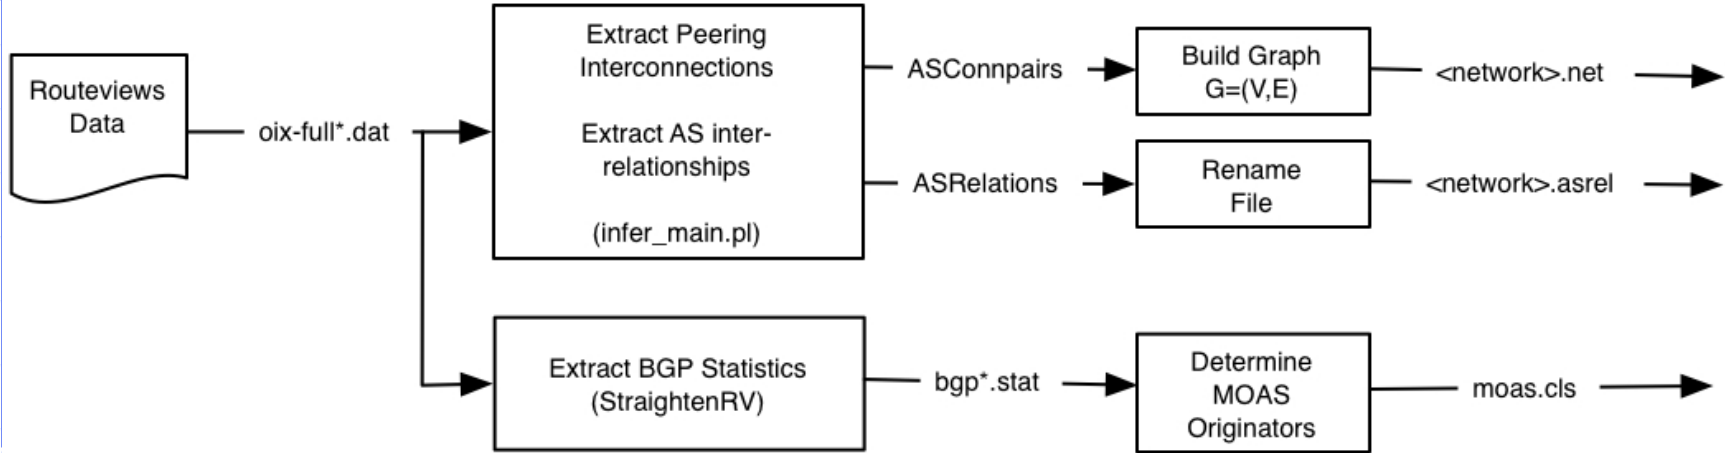 Routeviews
Data
oix-full*.dat
Extract Peering
Interconnections
Extract AS inter-
relationships
(infer_main.pl)
ASConnpairs
Build Graph
G=(V,E)
<network>.net
ASRelations
Rename
File
<network>.asrel
Extract BGP Statistics
(StraightenRV)
bgp*.stat
Determine
MOAS
Originators
moas.cls